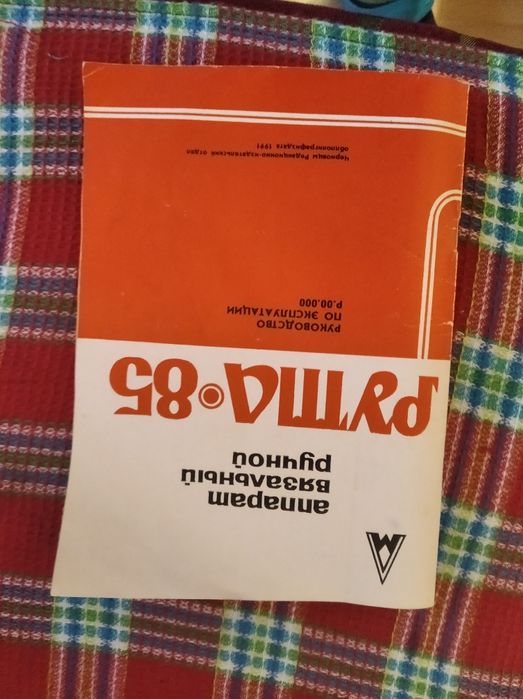 аппарат
вязальный
ручной
рута•85
РУКОВОДСТВО
ПО ЭКСПЛУАТАЦИИ
Р.00.000
Черновцы Редакционно-издательский отдел
облполиграфиздата 1991